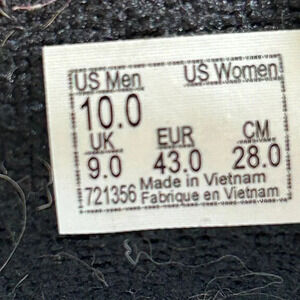 US Men US Women
10.0
UK EUR CM
9.0 43.0 28.0
721356 Made in Vietnam
Fabrique en Vietnam